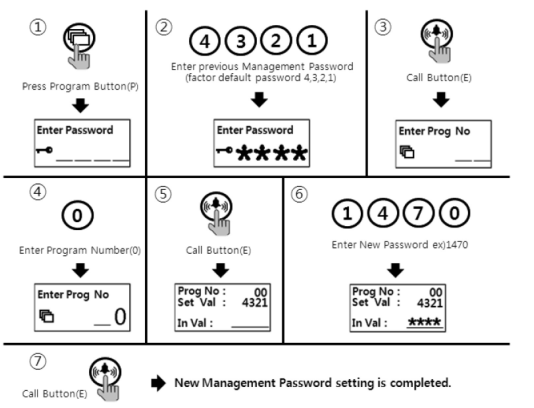 ①
Press Program Button(P)
Enter Password
_ _ _ _
②
4 3 2 1
Enter previous Management Password
(factor default password 4,3,2,1)
Enter Password
****
③
Call Button(E)
Enter Prog No
_ _
④
0
Enter Program Number(0)
Enter Prog No
_0
⑤
Call Button(E)
Prog No : 00
Set Val : 4321
In Val : ____
⑥
1 4 7 0
Enter New Password ex)1470
Prog No : 00
Set Val : 4321
In Val : ****
⑦
Call Button(E)
New Management Password setting is completed.